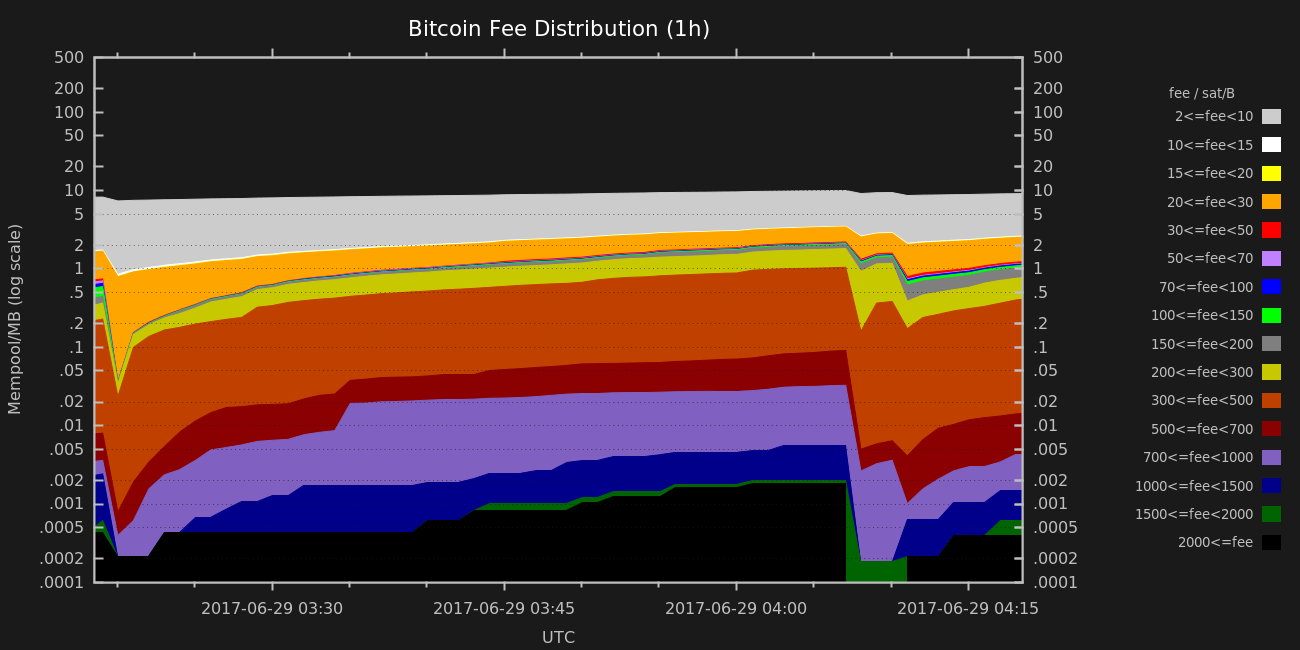 Bitcoin Fee Distribution (1h)
500
200
100
50
20
10
5
2
1
.5
.2
.1
.05
.02
.01
.005
.002
.001
.0005
.0002
.0001
Mempool/MB (log scale)
500
200
100
50
20
10
5
2
1
.5
.2
.1
.05
.02
.01
.005
.002
.001
.0005
.0002
.0001
2017-06-29 03:30
2017-06-29 03:45
2017-06-29 04:00
2017-06-29 04:15
UTC
fee / sat/B
2<=fee<10
10<=fee<15
15<=fee<20
20<=fee<30
30<=fee<50
50<=fee<70
70<=fee<100
100<=fee<150
150<=fee<200
200<=fee<300
300<=fee<500
500<=fee<700
700<=fee<1000
1000<=fee<1500
1500<=fee<2000
2000<=fee